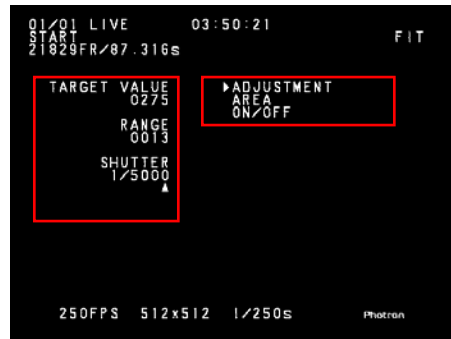 01/01 LIVE 03:50:21
START FIT
21829FR/87.316s
TARGET VALUE
0275
RANGE
0013
SHUTTER
1/5000
▲
▶ADJUSTMENT
AREA
ON/OFF
250FPS 512x512 1/250s Photron